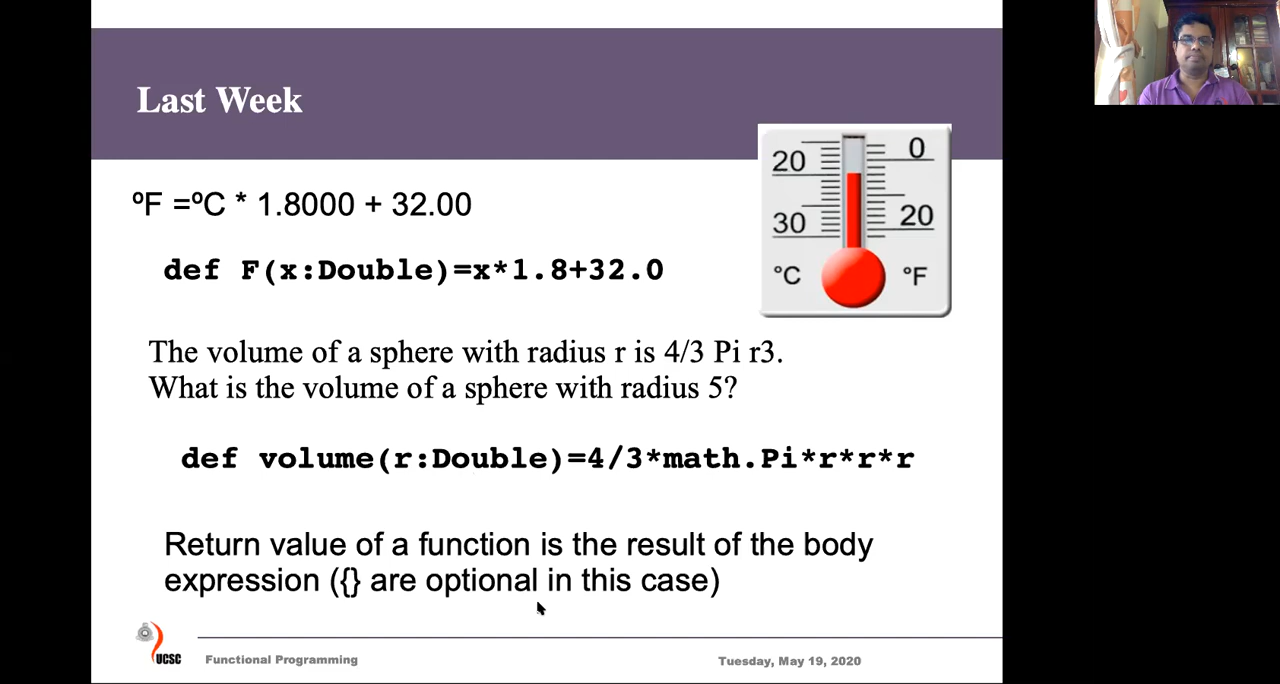 Last Week
ºF =ºC * 1.8000 + 32.00
def F(x:Double)=x*1.8+32.0
20 0
30 20
°C °F
The volume of a sphere with radius r is 4/3 Pi r3.
What is the volume of a sphere with radius 5?
def volume(r:Double)=4/3*math.Pi*r*r*r
Return value of a function is the result of the body
expression ({} are optional in this case)
UCSC
Functional Programming
Tuesday, May 19, 2020